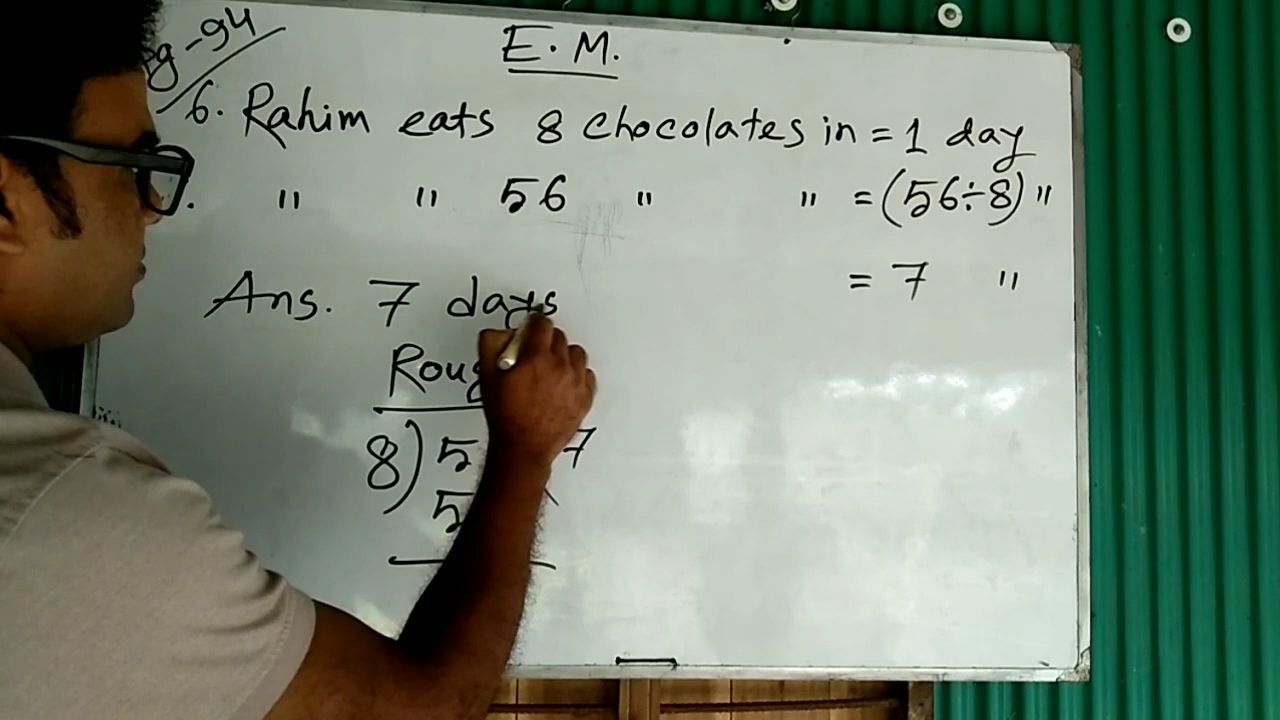 E. M.
-94
6. Rahim eats 8 chocolates in = 1 day
" " 56 " " = (56÷8) "
= 7 "
Ans. 7 days
8) 5 7
5